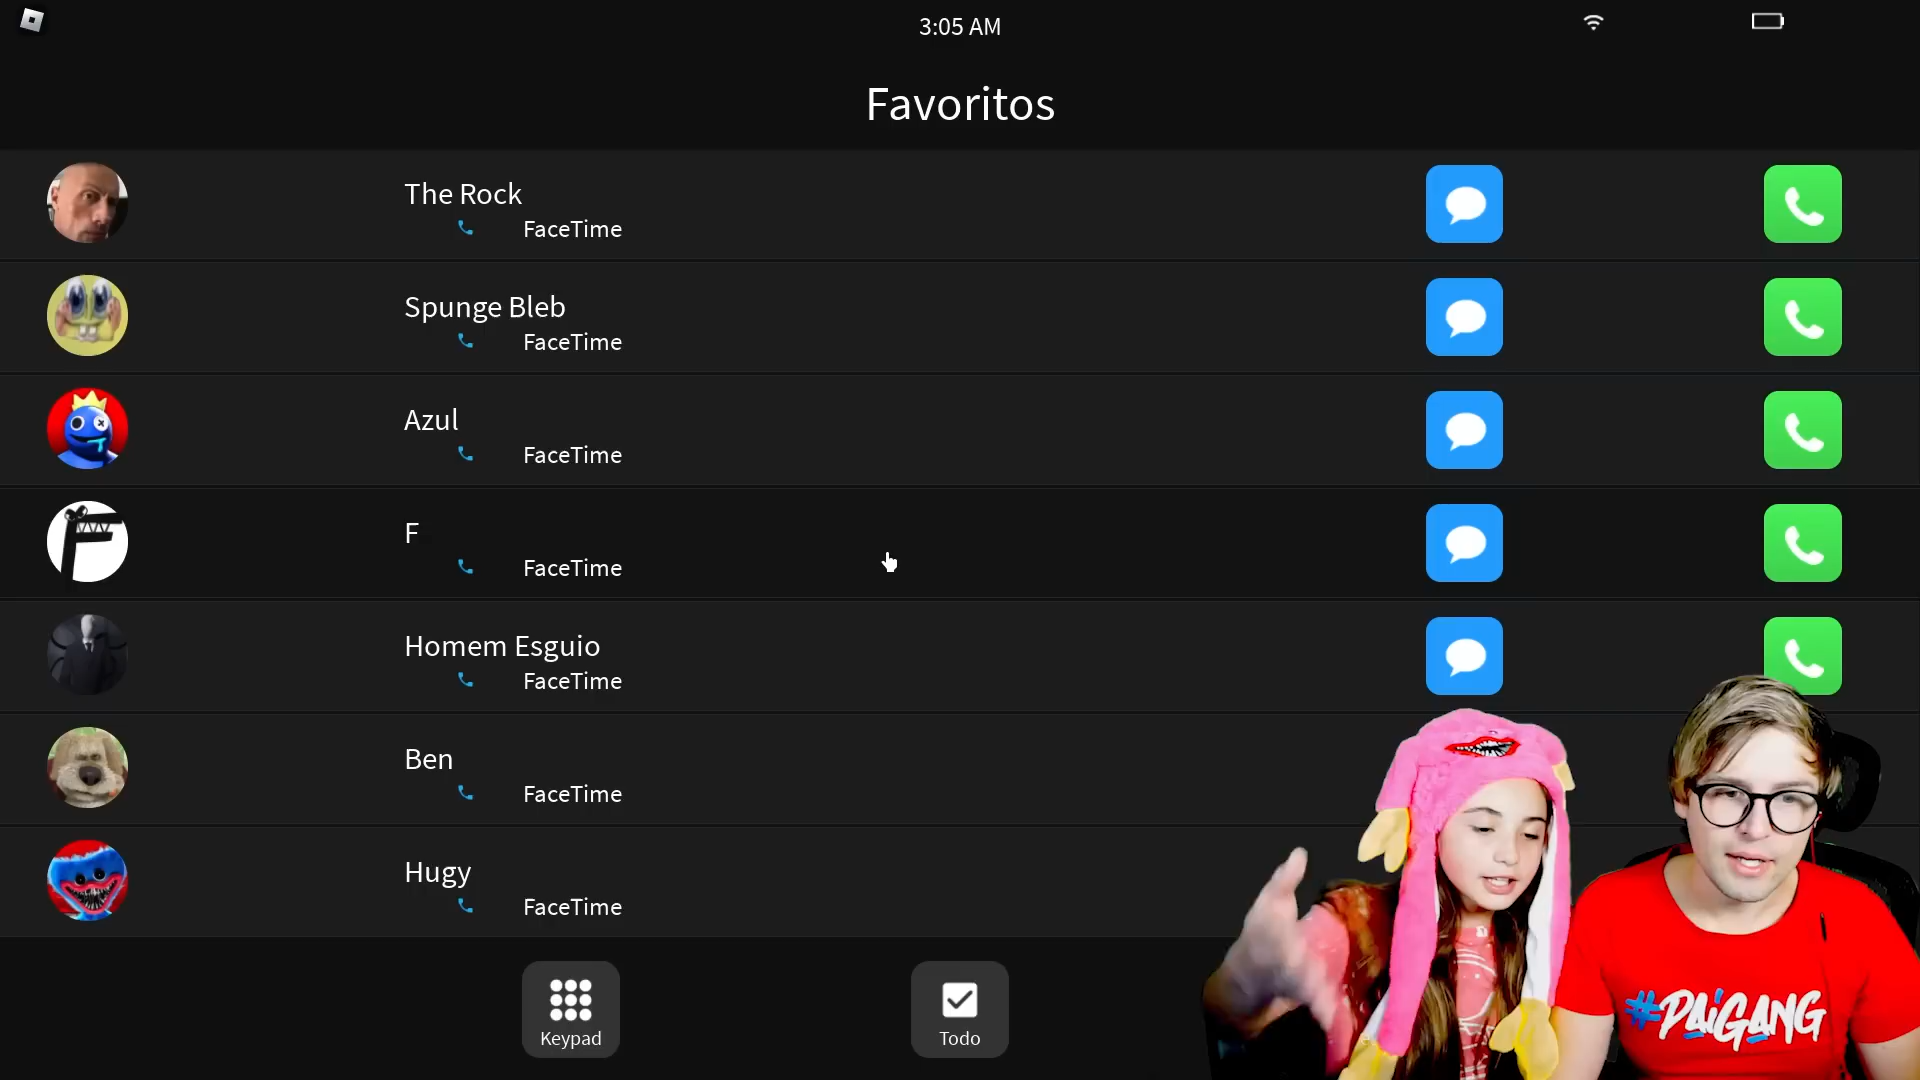 3:05 AM
Favoritos
The Rock
FaceTime
Spunge Bleb
FaceTime
Azul
FaceTime
F
FaceTime
Homem Esguio
FaceTime
Ben
FaceTime
Hugy
FaceTime
Keypad
Todo
#PAiGANG